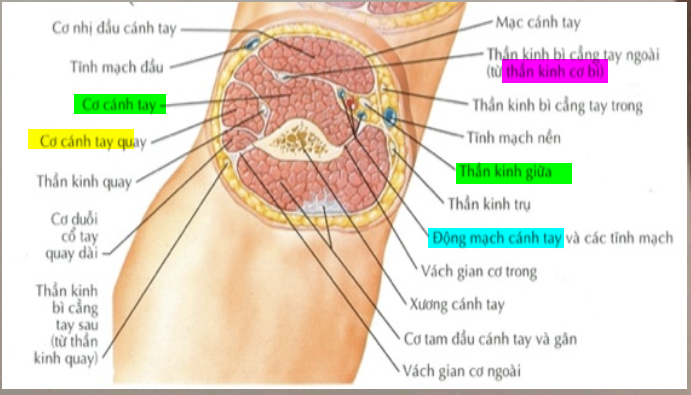 Cơ nhị đầu cánh tay
Tĩnh mạch đầu
Cơ cánh tay
Cơ cánh tay quay
Thần kinh quay
Cơ duỗi
cổ tay
quay dài
Thần kinh
bì cẳng
tay sau
(từ thần
kinh quay)
Mạc cánh tay
Thần kinh bì cẳng tay ngoài
(từ thần kinh cơ bì)
Thần kinh bì cẳng tay trong
Tĩnh mạch nền
Thần kinh giữa
Thần kinh trụ
Động mạch cánh tay và các tĩnh mạch
Vách gian cơ trong
Xương cánh tay
Cơ tam đầu cánh tay và gân
Vách gian cơ ngoài